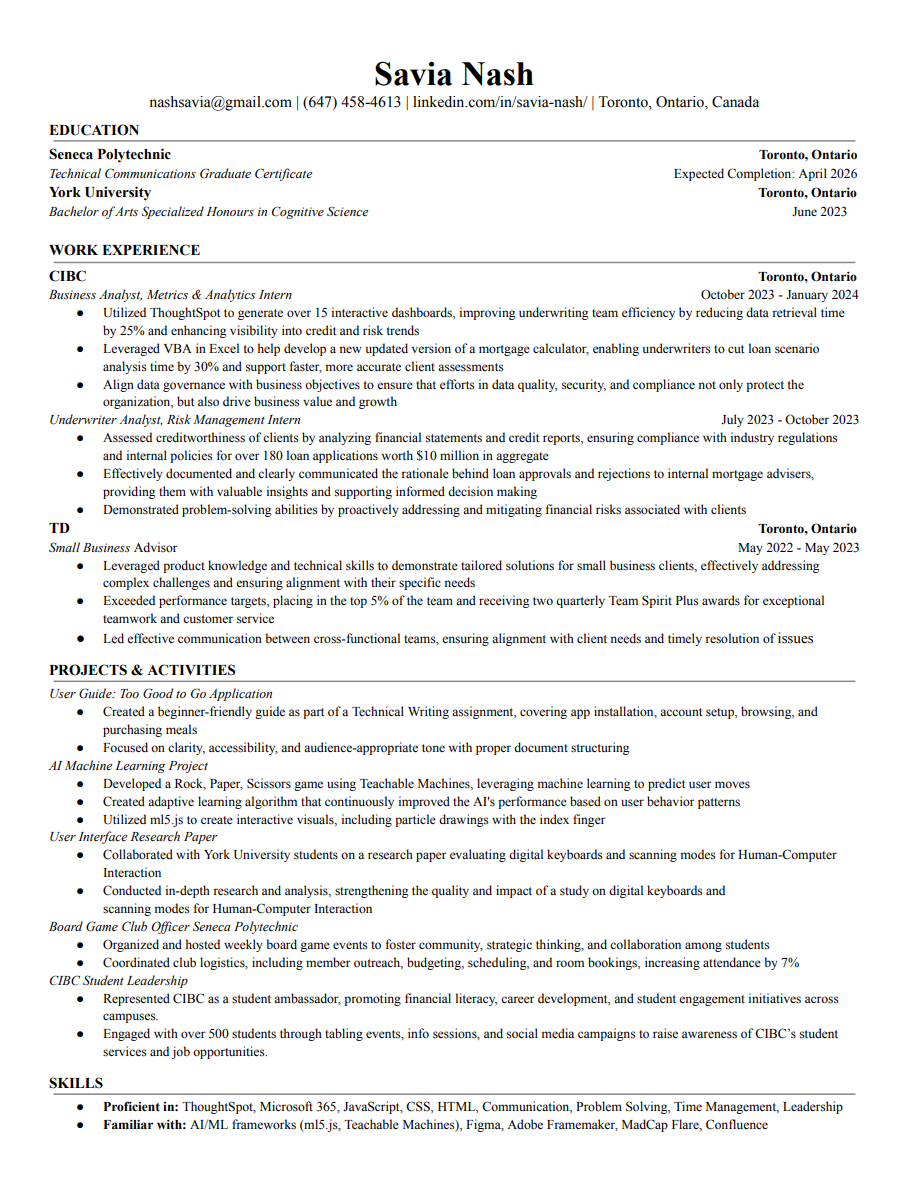 Savia Nash
nashsavia@gmail.com | (647) 458-4613 | linkedin.com/in/savia-nash/ | Toronto, Ontario, Canada
EDUCATION
Seneca Polytechnic Toronto, Ontario
Technical Communications Graduate Certificate Expected Completion: April 2026
York University Toronto, Ontario
Bachelor of Arts Specialized Honours in Cognitive Science June 2023
WORK EXPERIENCE
CIBC Toronto, Ontario
Business Analyst, Metrics & Analytics Intern October 2023 - January 2024
● Utilized ThoughtSpot to generate over 15 interactive dashboards, improving underwriting team efficiency by reducing data retrieval time
by 25% and enhancing visibility into credit and risk trends
● Leveraged VBA in Excel to help develop a new updated version of a mortgage calculator, enabling underwriters to cut loan scenario
analysis time by 30% and support faster, more accurate client assessments
● Align data governance with business objectives to ensure that efforts in data quality, security, and compliance not only protect the
organization, but also drive business value and growth
Underwriter Analyst, Risk Management Intern July 2023 - October 2023
● Assessed creditworthiness of clients by analyzing financial statements and credit reports, ensuring compliance with industry regulations
and internal policies for over 180 loan applications worth $10 million in aggregate
● Effectively documented and clearly communicated the rationale behind loan approvals and rejections to internal mortgage advisers,
providing them with valuable insights and supporting informed decision making
● Demonstrated problem-solving abilities by proactively addressing and mitigating financial risks associated with clients
TD Toronto, Ontario
Small Business Advisor May 2022 - May 2023
● Leveraged product knowledge and technical skills to demonstrate tailored solutions for small business clients, effectively addressing
complex challenges and ensuring alignment with their specific needs
● Exceeded performance targets, placing in the top 5% of the team and receiving two quarterly Team Spirit Plus awards for exceptional
teamwork and customer service
● Led effective communication between cross-functional teams, ensuring alignment with client needs and timely resolution of issues
PROJECTS & ACTIVITIES
User Guide: Too Good to Go Application
● Created a beginner-friendly guide as part of a Technical Writing assignment, covering app installation, account setup, browsing, and
purchasing meals
● Focused on clarity, accessibility, and audience-appropriate tone with proper document structuring
AI Machine Learning Project
● Developed a Rock, Paper, Scissors game using Teachable Machines, leveraging machine learning to predict user moves
● Created adaptive learning algorithm that continuously improved the AI's performance based on user behavior patterns
● Utilized ml5.js to create interactive visuals, including particle drawings with the index finger
User Interface Research Paper
● Collaborated with York University students on a research paper evaluating digital keyboards and scanning modes for Human-Computer
Interaction
● Conducted in-depth research and analysis, strengthening the quality and impact of a study on digital keyboards and
scanning modes for Human-Computer Interaction
Board Game Club Officer Seneca Polytechnic
● Organized and hosted weekly board game events to foster community, strategic thinking, and collaboration among students
● Coordinated club logistics, including member outreach, budgeting, scheduling, and room bookings, increasing attendance by 7%
CIBC Student Leadership
● Represented CIBC as a student ambassador, promoting financial literacy, career development, and student engagement initiatives across
campuses.
● Engaged with over 500 students through tabling events, info sessions, and social media campaigns to raise awareness of CIBC’s student
services and job opportunities.
SKILLS
● Proficient in: ThoughtSpot, Microsoft 365, JavaScript, CSS, HTML, Communication, Problem Solving, Time Management, Leadership
● Familiar with: AI/ML frameworks (ml5.js, Teachable Machines), Figma, Adobe Framemaker, MadCap Flare, Confluence